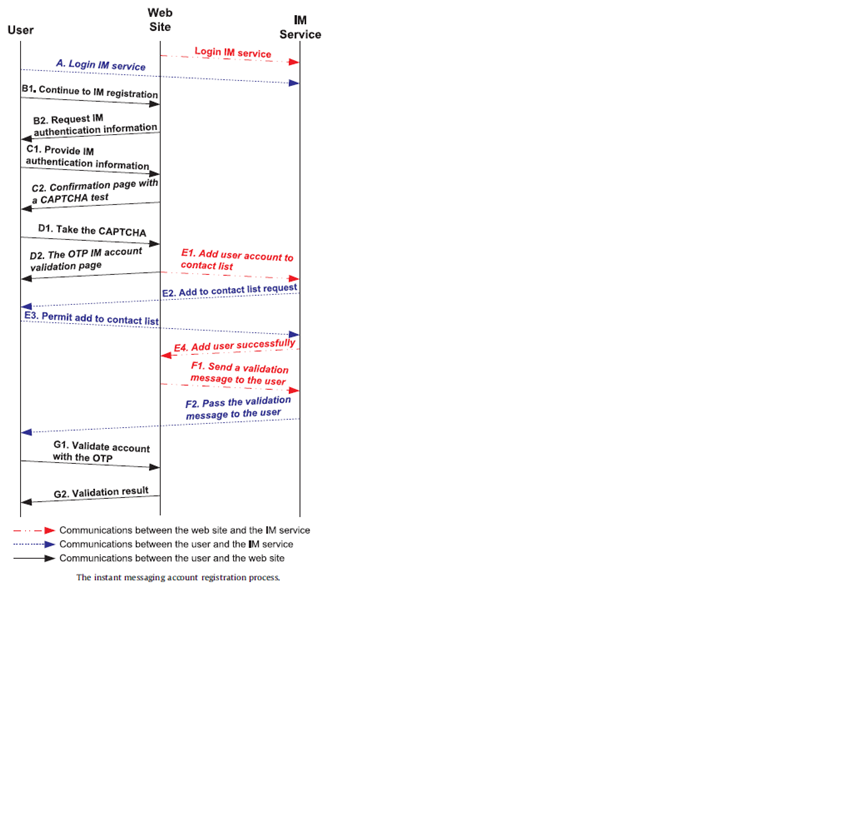 User
Web
Site
IM
Service
Login IM service
A. Login IM service
B1. Continue to IM registration
B2. Request IM
authentication information
C1. Provide IM
authentication information
C2. Confirmation page with
a CAPTCHA test
D1. Take the CAPTCHA
D2. The OTP IM account
validation page
E1. Add user account to
contact list
E2. Add to contact list request
E3. Permit add to contact list
E4. Add user successfully
F1. Send a validation
message to the user
F2. Pass the validation
message to the user
G1. Validate account
with the OTP
G2. Validation result
Communications between the web site and the IM service
Communications between the user and the IM service
Communications between the user and the web site
The instant messaging account registration process.